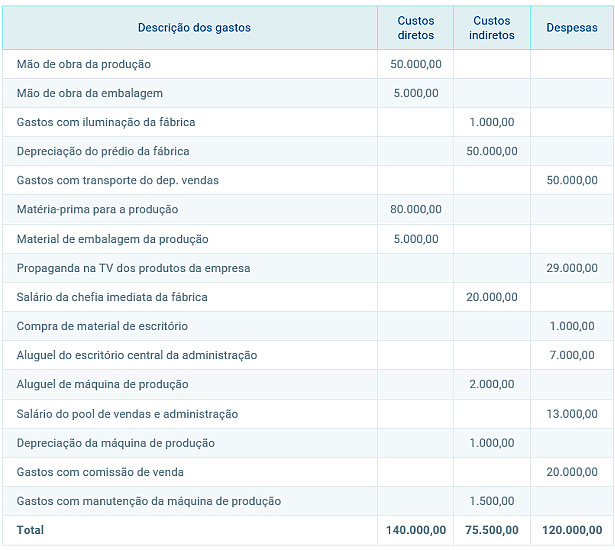 Descrição dos gastos Custos diretos Custos indiretos Despesas
Mão de obra da produção 50.000,00
Mão de obra da embalagem 5.000,00
Gastos com iluminação da fábrica 1.000,00
Depreciação do prédio da fábrica 50.000,00
Gastos com transporte do dep. vendas 50.000,00
Matéria-prima para a produção 80.000,00
Material de embalagem da produção 5.000,00
Propaganda na TV dos produtos da empresa 29.000,00
Salário da chefia imediata da fábrica 20.000,00
Compra de material de escritório 1.000,00
Aluguel do escritório central da administração 7.000,00
Aluguel de máquina de produção 2.000,00
Salário do pool de vendas e administração 13.000,00
Depreciação da máquina de produção 1.000,00
Gastos com comissão de venda 20.000,00
Gastos com manutenção da máquina de produção 1.500,00
Total 140.000,00 75.500,00 120.000,00